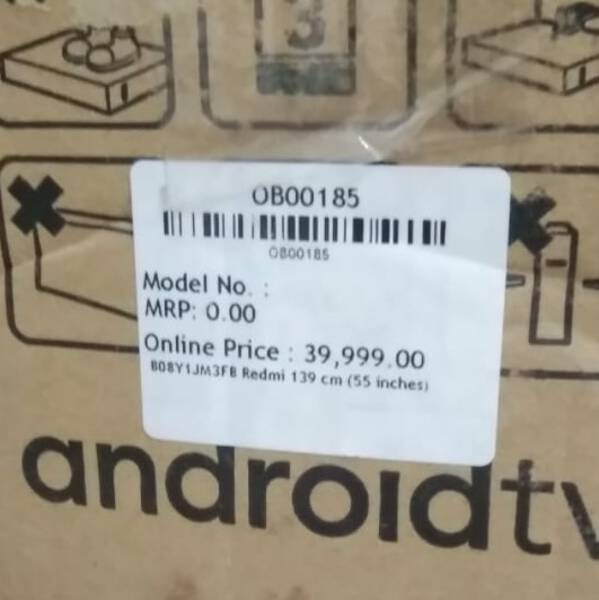 3
OB00185
OB00185
Model No. :
MRP: 0.00
Online Price : 39,999.00
B08Y1JM3FB Redmi 139 cm (55 inches)
androidtv